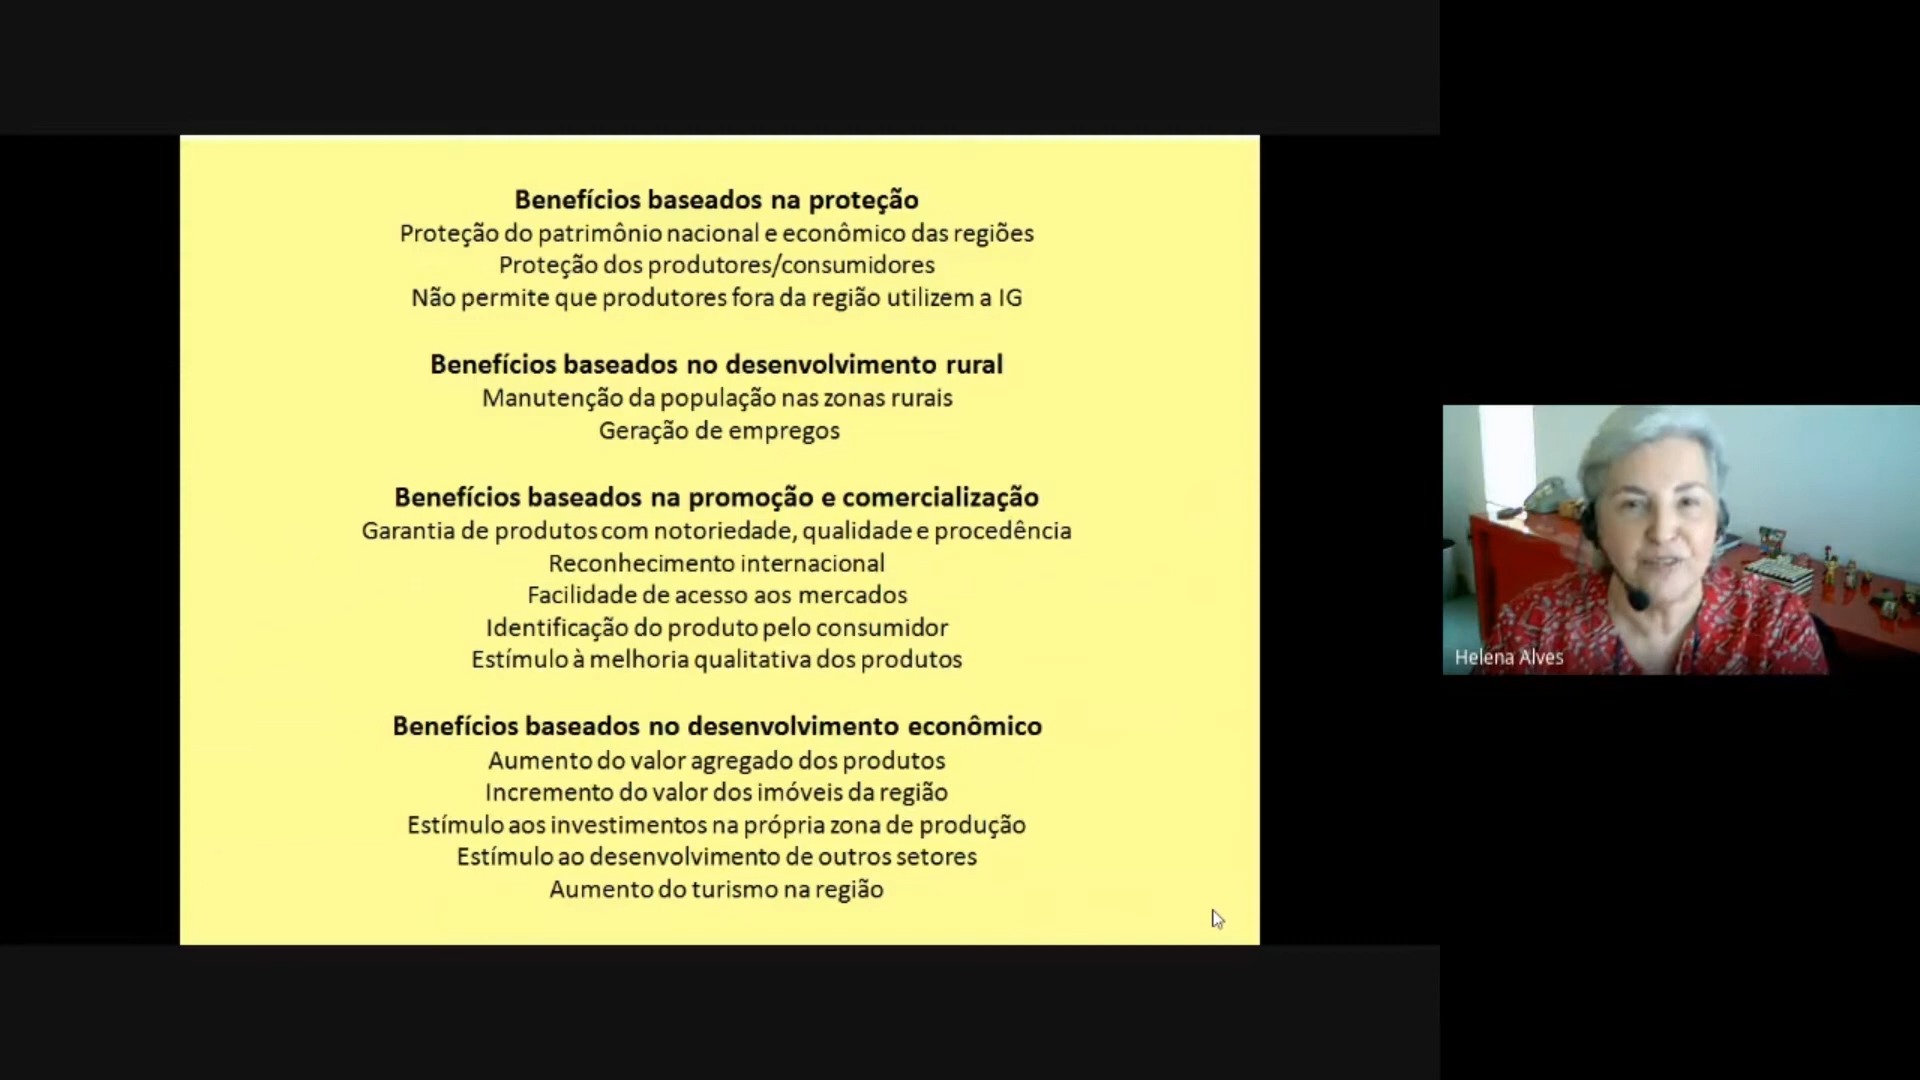 Benefícios baseados na proteção
Proteção do patrimônio nacional e econômico das regiões
Proteção dos produtores/consumidores
Não permite que produtores fora da região utilizem a IG
Benefícios baseados no desenvolvimento rural
Manutenção da população nas zonas rurais
Geração de empregos
Benefícios baseados na promoção e comercialização
Garantia de produtos com notoriedade, qualidade e procedência
Reconhecimento internacional
Facilidade de acesso aos mercados
Identificação do produto pelo consumidor
Estímulo à melhoria qualitativa dos produtos
Benefícios baseados no desenvolvimento econômico
Aumento do valor agregado dos produtos
Incremento do valor dos imóveis da região
Estímulo aos investimentos na própria zona de produção
Estímulo ao desenvolvimento de outros setores
Aumento do turismo na região
Helena Alves